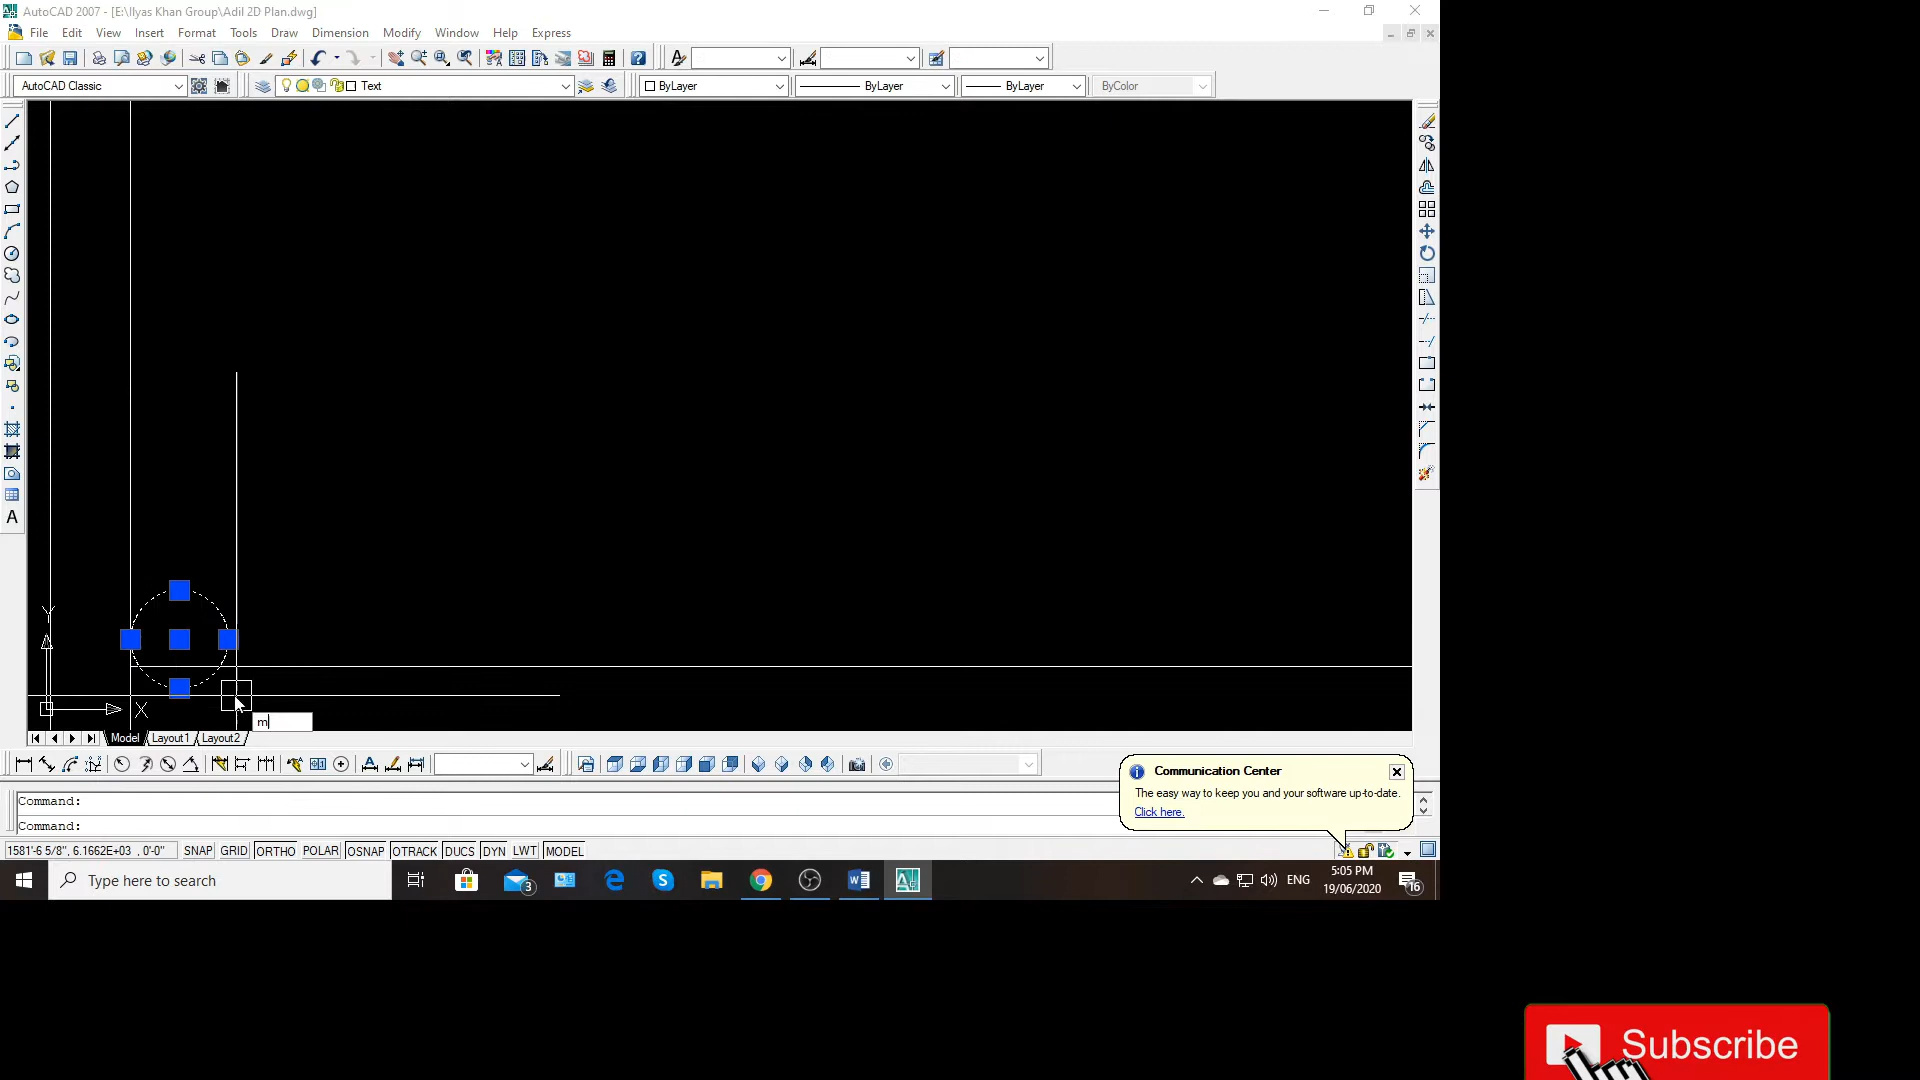 AutoCAD 2007 - [E:\Ilyas Khan Group\Adil 2D Plan.dwg]
File Edit View Insert Format Tools Draw Dimension Modify Window Help Express
AutoCAD Classic Text ByLayer ByLayer ByLayer ByColor
A
Y
X
m
Model Layout1 Layout2
Communication Center
The easy way to keep you and your software up-to-date.
Click here.
Command:
Command:
1581'-6 5/8", 6.1662E+03 , 0'-0" SNAP GRID ORTHO POLAR OSNAP OTRACK DUCS DYN LWT MODEL
Type here to search 3 ENG 5:05 PM
19/06/2020 16
Subscribe